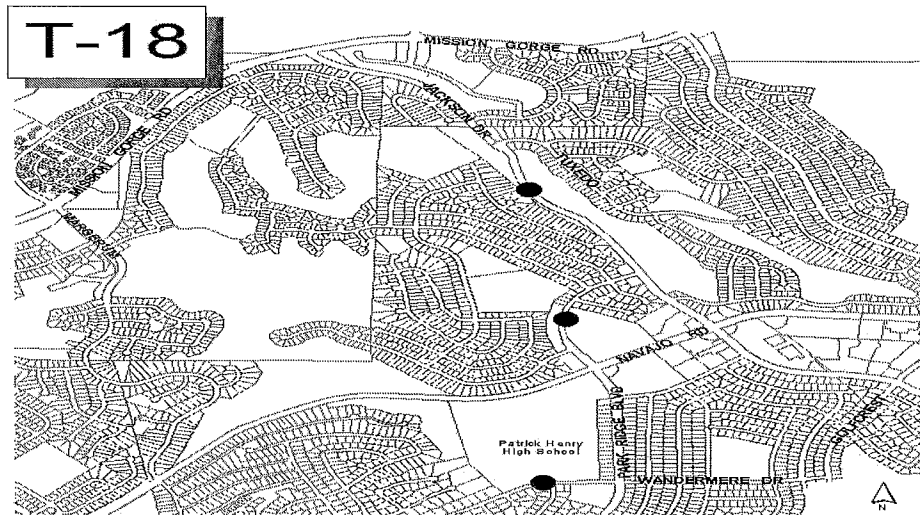 T-18
MISSION GORGE RD
JACKSON DR
MISSION GORGE RD
NAVAJO RD
PARK RIDGE BLVD
Patrick Henry
High School
WANDERMERE DR
GOLFCREST
N